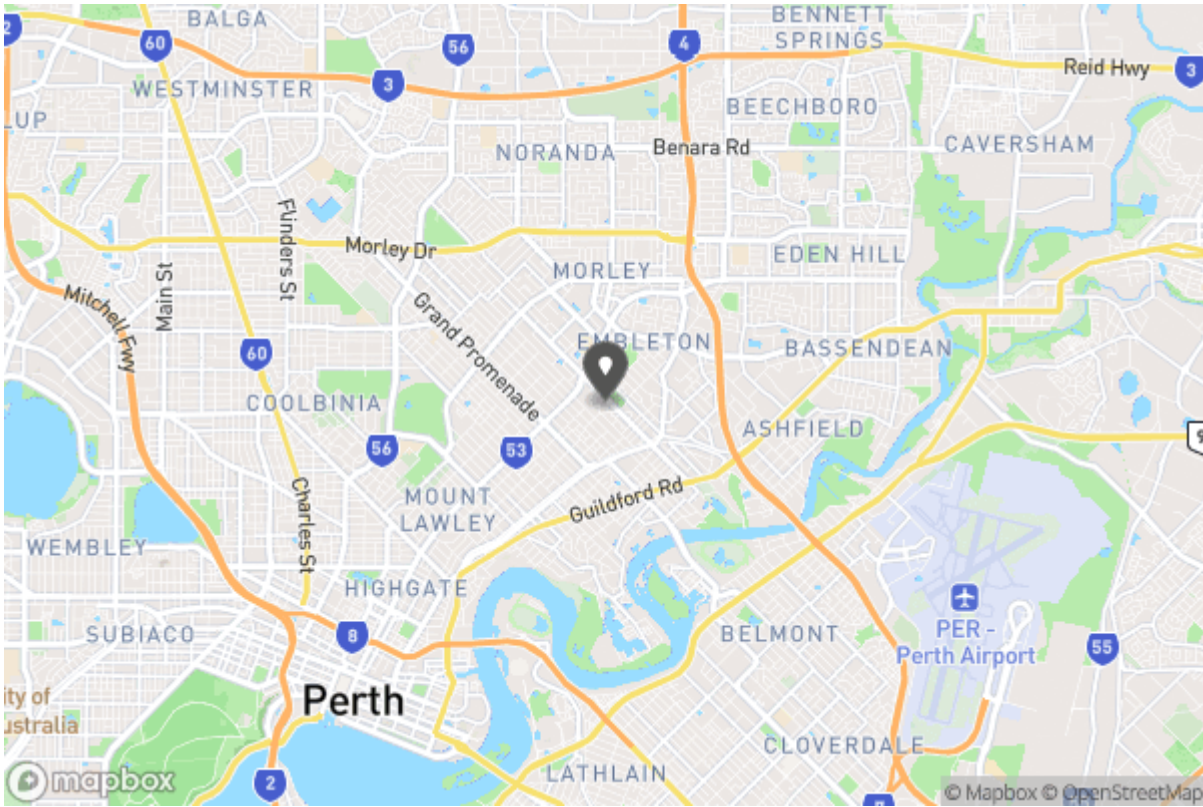 BALGA
BENNETT
SPRINGS
2
60
56
4
3
Reid Hwy
3
WESTMINSTER
BEECHBORO
LUP
NORANDA
Benara Rd
CAVERSHAM
Flinders St
Morley Dr
EDEN HILL
MORLEY
Main St
Mitchell Fwy
Grand Promenade
60
EMBLETON
BASSENDEAN
COOLBINIA
56
53
ASHFIELD
9
MOUNT
LAWLEY
Guildford Rd
Charles St
WEMBLEY
HIGHGATE
SUBIACO
8
BELMONT
PER -
Perth Airport
55
ity of
ustralia
Perth
CLOVERDALE
LATHLAIN
2
mapbox
© Mapbox © OpenStreetMap